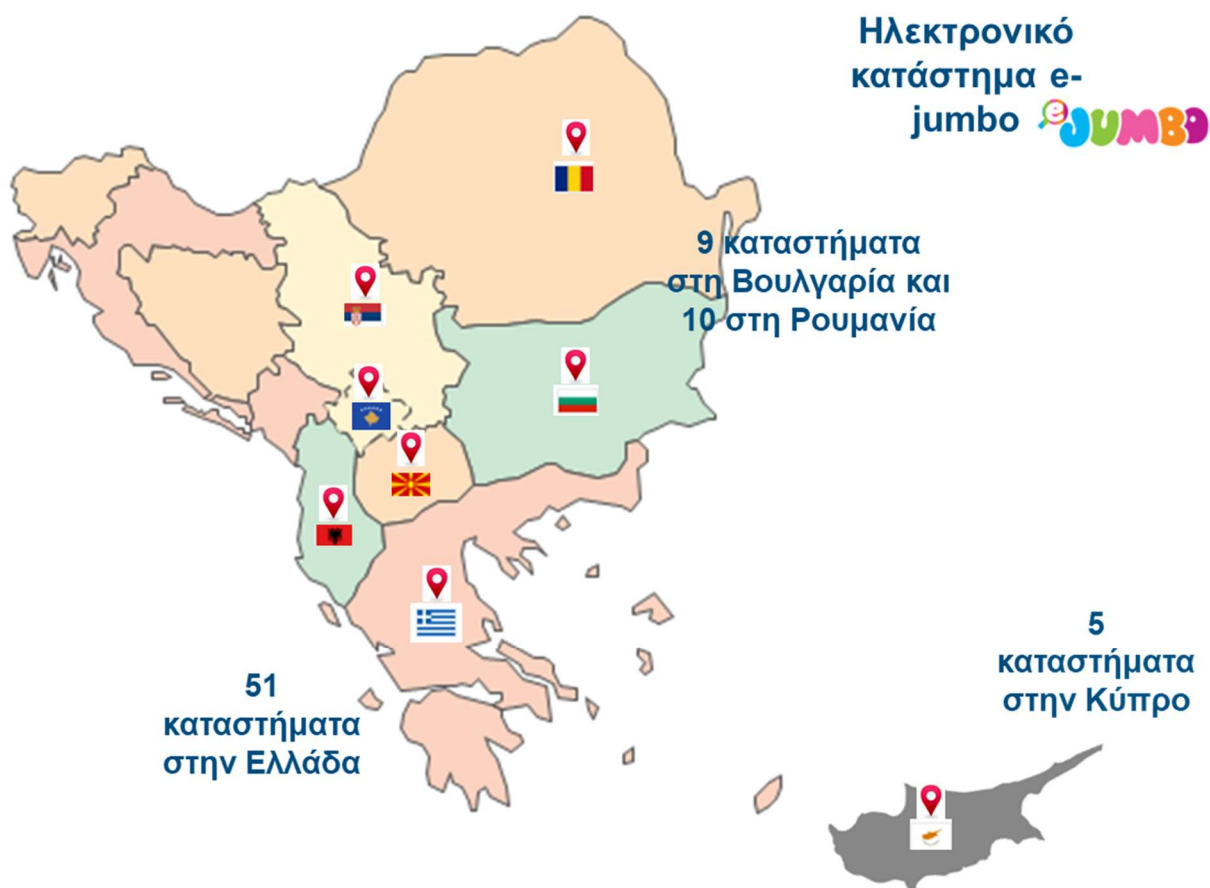 Ηλεκτρονικό
κατάστημα e-
jumbo e JUMBO
9 καταστήματα
στη Βουλγαρία και
10 στη Ρουμανία
5
καταστήματα
στην Κύπρο
51
καταστήματα
στην Ελλάδα